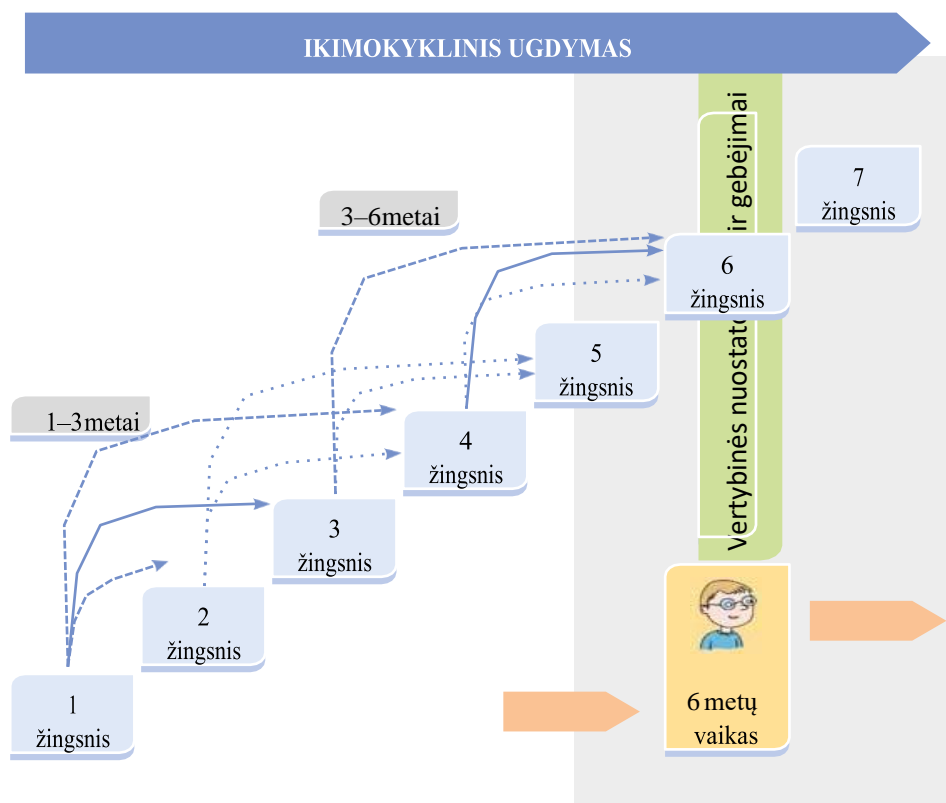 IKIMOKYKLINIS UGDYMAS
Vertybinės nuostatos ir gebėjimai
7
žingsnis
3–6metai
6
žingsnis
5
žingsnis
1–3metai
4
žingsnis
3
žingsnis
2
žingsnis
1
žingsnis
6 metų
vaikas